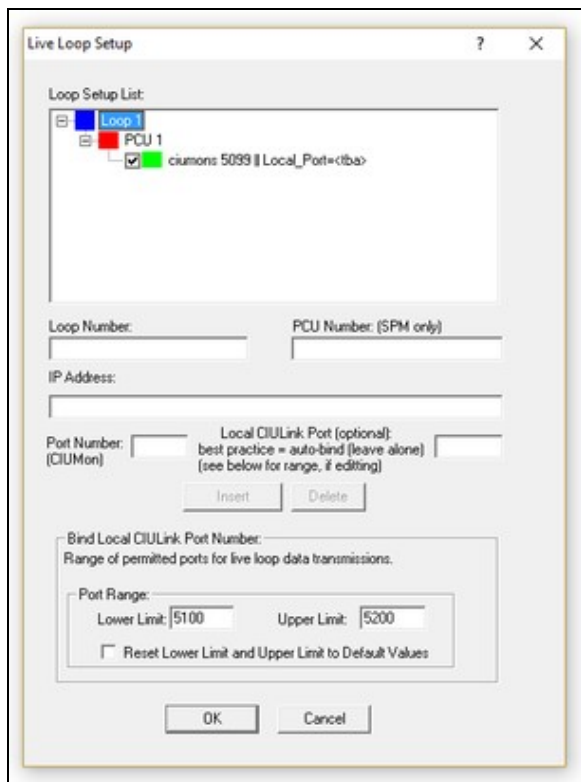 Live Loop Setup
Loop Setup List:
Loop 1
PCU 1
ciumons 5099 || Local_Port=<tba>
Loop Number:
PCU Number: (SPM only)
IP Address:
Port Number:
(CIUMon)
Local CIULink Port (optional):
best practice = auto-bind (leave alone)
(see below for range, if editting)
Insert
Delete
Bind Local CIULink Port Number:
Range of permitted ports for live loop data transmissions.
Port Range:
Lower Limit: 5100
Upper Limit: 5200
Reset Lower Limit and Upper Limit to Default Values
OK
Cancel